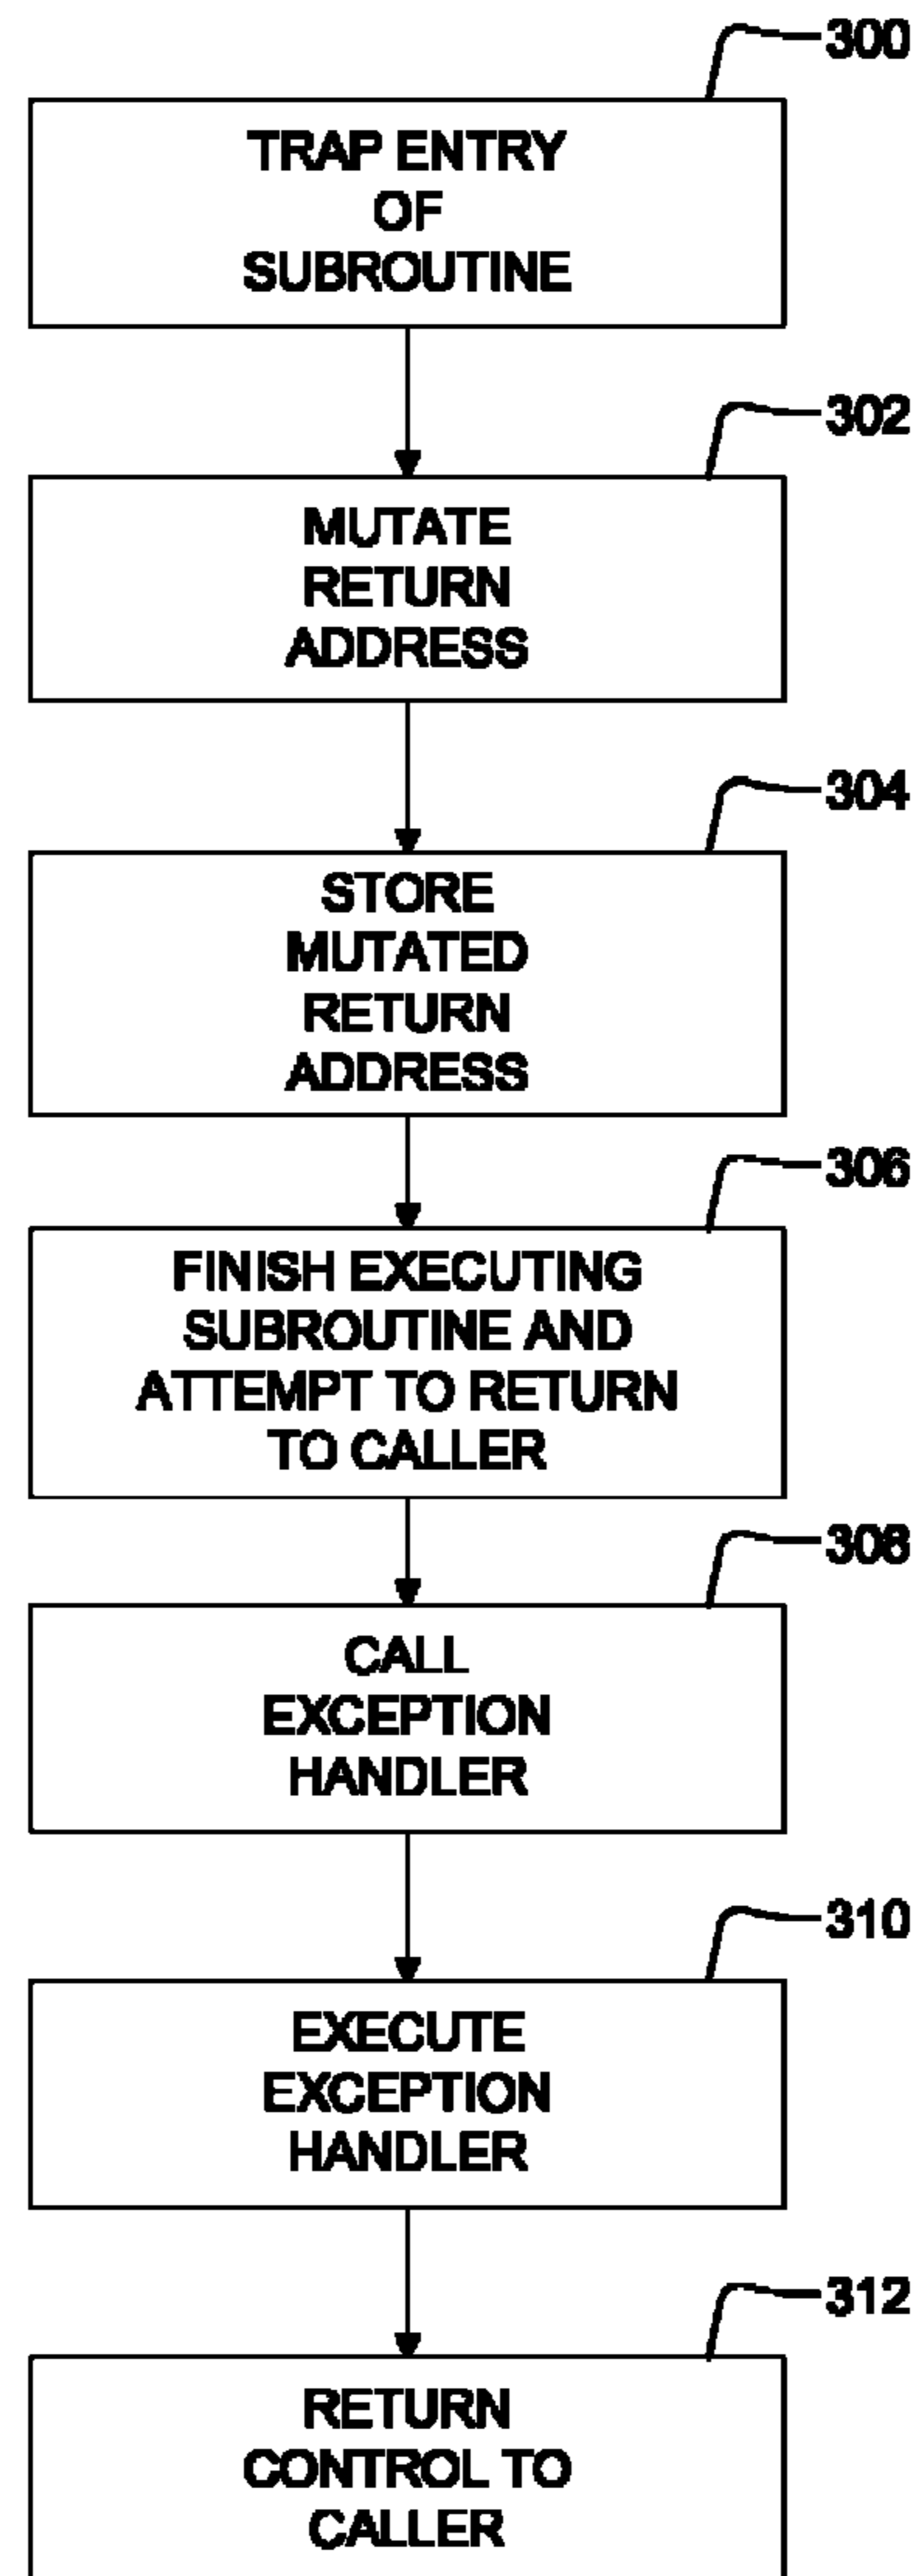 300
TRAP ENTRY
OF
SUBROUTINE
302
MUTATE
RETURN
ADDRESS
304
STORE
MUTATED
RETURN
ADDRESS
306
FINISH EXECUTING
SUBROUTINE AND
ATTEMPT TO RETURN
TO CALLER
308
CALL
EXCEPTION
HANDLER
310
EXECUTE
EXCEPTION
HANDLER
312
RETURN
CONTROL TO
CALLER